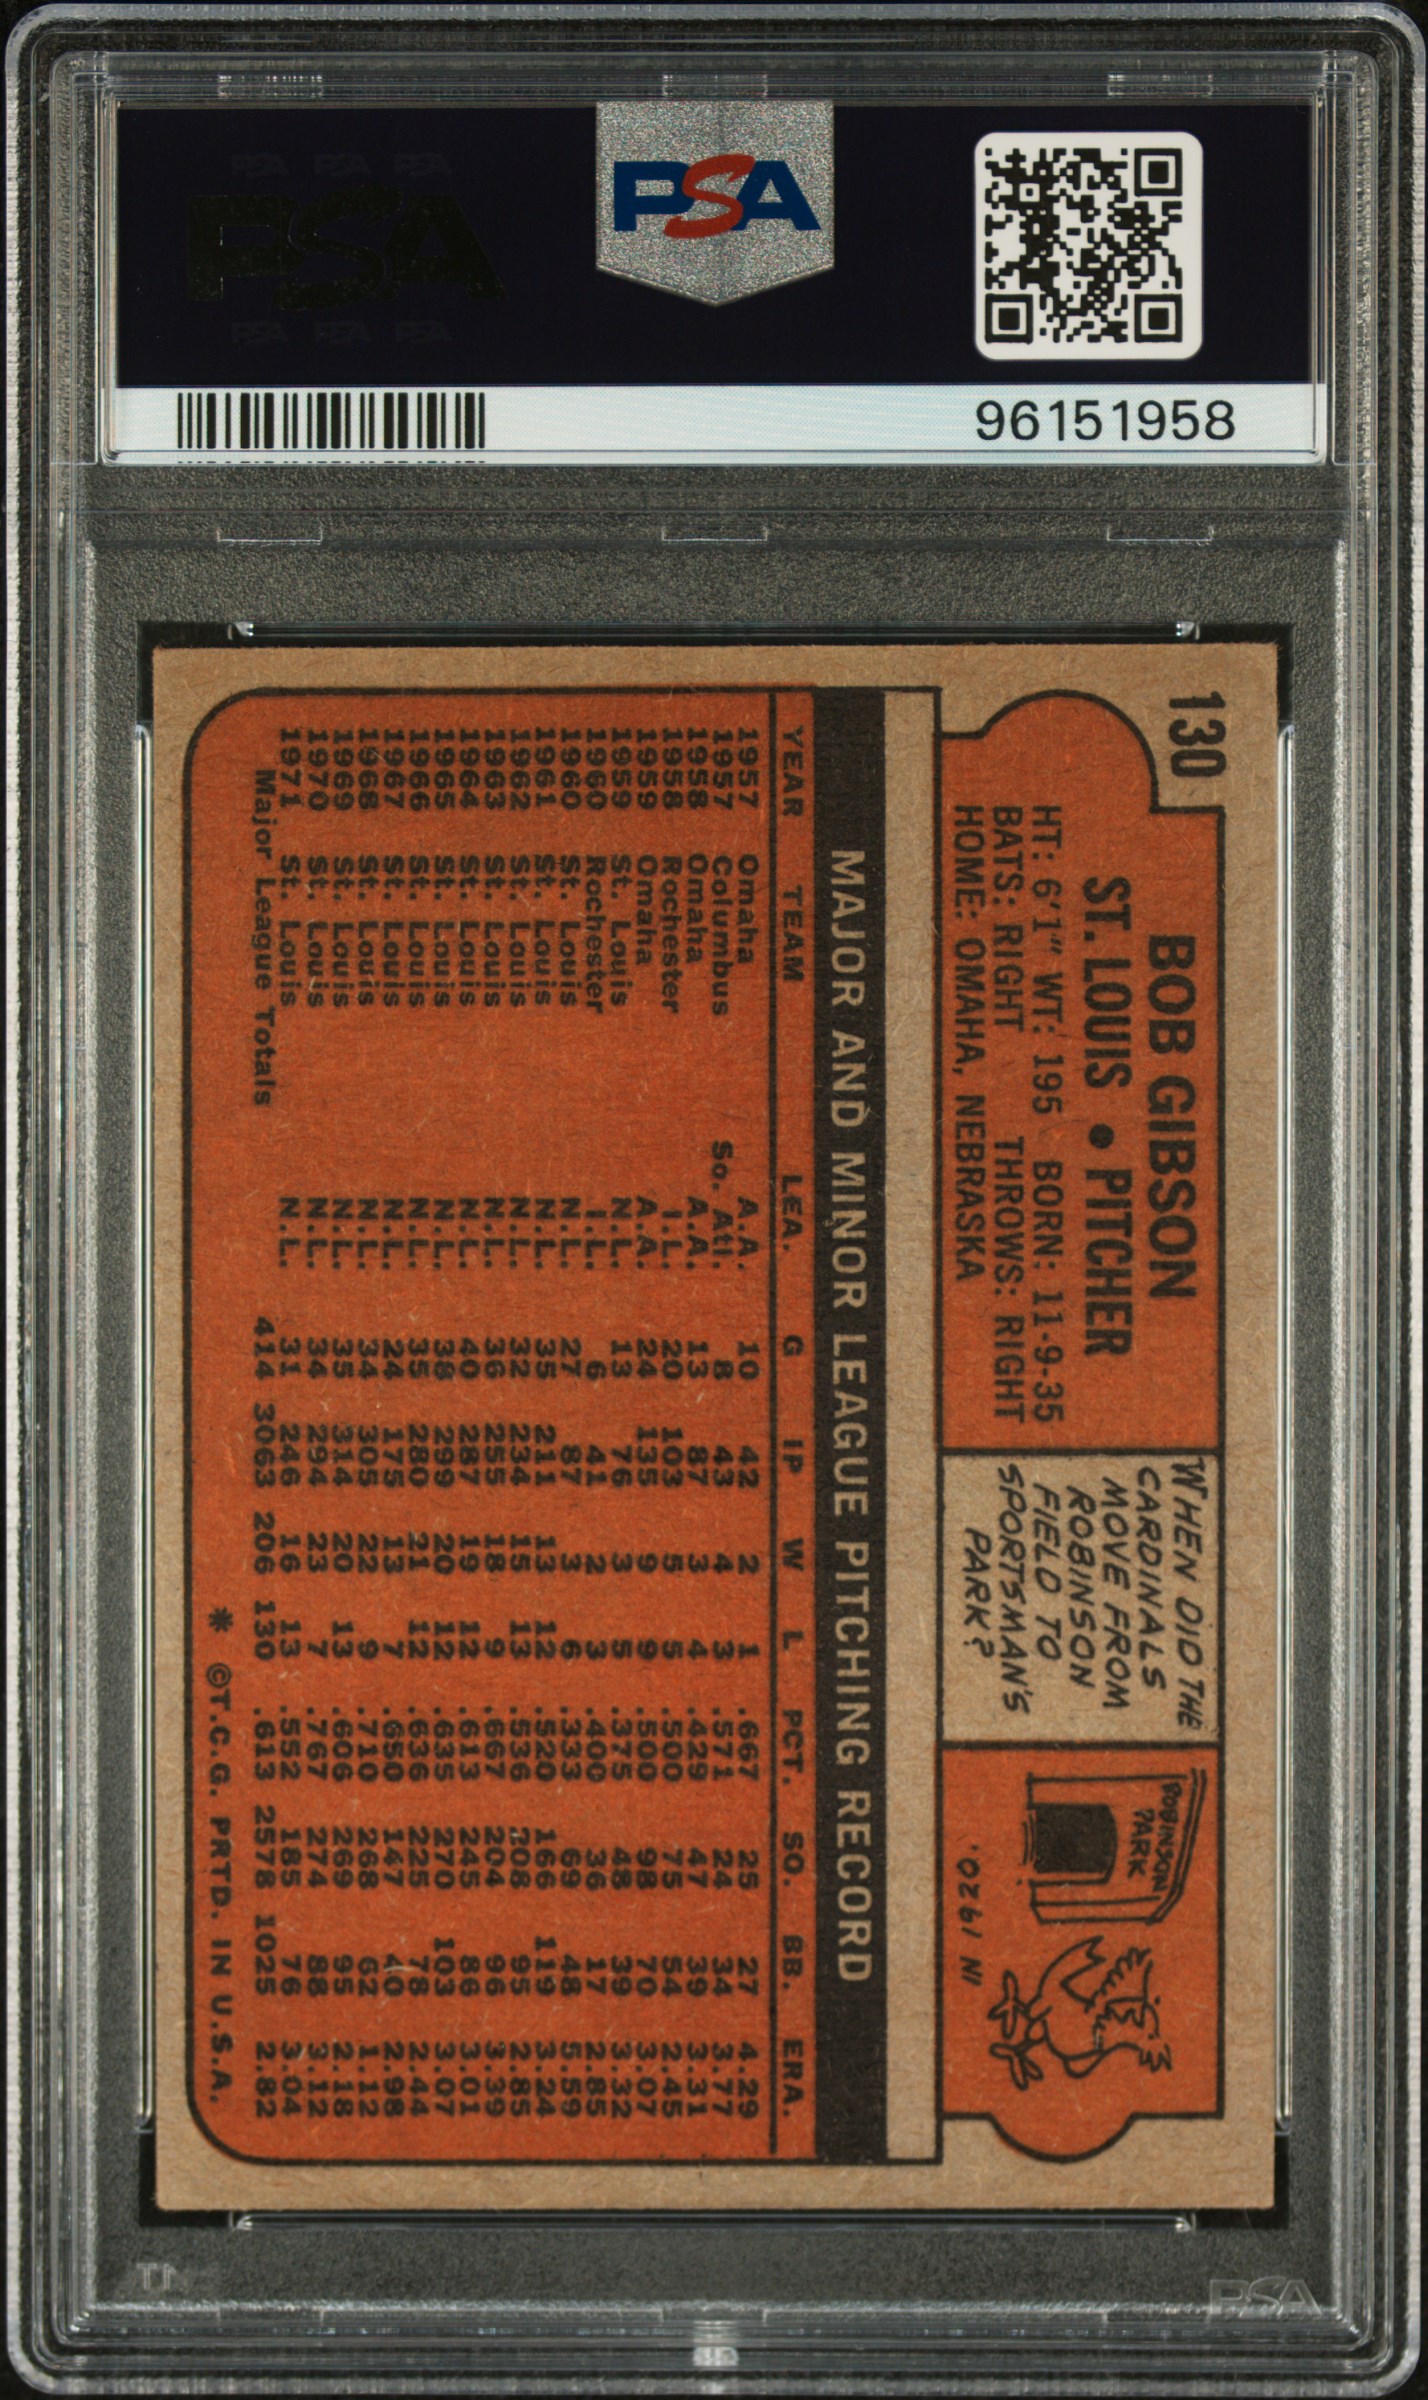 PSA PSA PSA
PSA
PSA PSA PSA
PSA
96151958
130
BOB GIBSON
ST. LOUIS • PITCHER
HT: 6'1" WT: 195 BORN: 11-9-35
BATS: RIGHT THROWS: RIGHT
HOME: OMAHA, NEBRASKA
WHEN DID THE
CARDINALS
MOVE FROM
ROBINSON
FIELD TO
SPORTSMAN'S
PARK?
ROBINSON
PARK
IN 1920.
MAJOR AND MINOR LEAGUE PITCHING RECORD
YEAR TEAM LEA. G IP W L PCT. SO. BB. ERA.
1957 Omaha A.A. 10 42 2 1 .667 25 27 4.29
1957 Columbus So. Atl. 8 43 4 3 .571 24 34 3.77
1958 Omaha A.A. 13 87 3 4 .429 47 39 3.31
1958 Rochester I.L. 20 103 5 5 .500 75 54 2.45
1959 Omaha A.A. 24 135 9 9 .500 98 70 3.07
1959 St. Louis N.L. 13 76 3 5 .375 48 39 3.32
1960 Rochester I.L. 6 41 2 3 .400 36 17 2.85
1960 St. Louis N.L. 27 87 3 6 .333 69 48 5.59
1961 St. Louis N.L. 35 211 13 12 .520 166 119 3.24
1962 St. Louis N.L. 32 234 15 13 .536 208 95 2.85
1963 St. Louis N.L. 36 255 18 9 .667 204 96 3.39
1964 St. Louis N.L. 40 287 19 12 .613 245 86 3.01
1965 St. Louis N.L. 38 299 20 12 .635 270 103 3.07
1966 St. Louis N.L. 35 280 21 12 .636 225 78 2.44
1967 St. Louis N.L. 24 175 13 7 .650 147 40 2.98
1968 St. Louis N.L. 34 305 22 9 .710 268 62 1.12
1969 St. Louis N.L. 35 314 20 13 .606 269 95 2.18
1970 St. Louis N.L. 34 294 23 7 .767 274 88 3.12
1971 St. Louis N.L. 31 246 16 13 .552 185 76 3.04
Major League Totals 414 3063 206 130 .613 2578 1025 2.82
* ©T.C.G. PRTD. IN U.S.A.
PSA